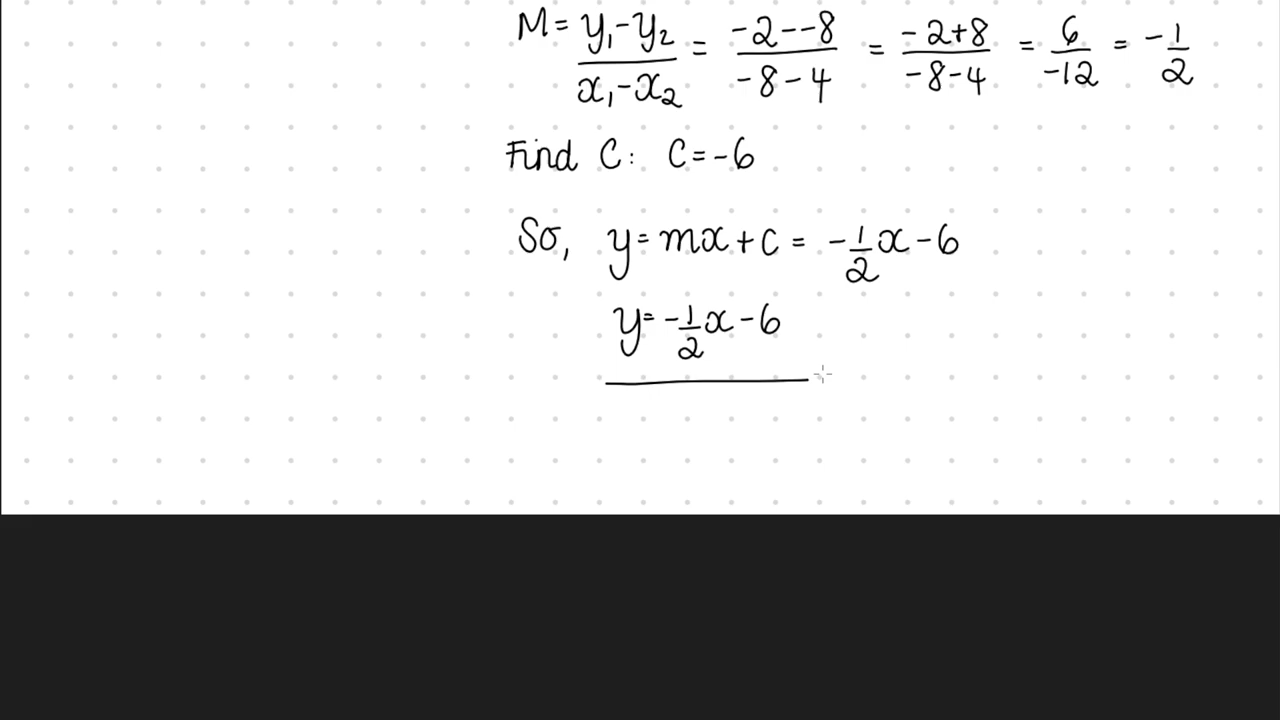 M = y₁-y₂/x₁-x₂ = -2--8/-8-4 = -2+8/-8-4 = 6/-12 = -1/2
Find C: C=-6
So, y= mx+c = -1/2x-6
y= -1/2x-6